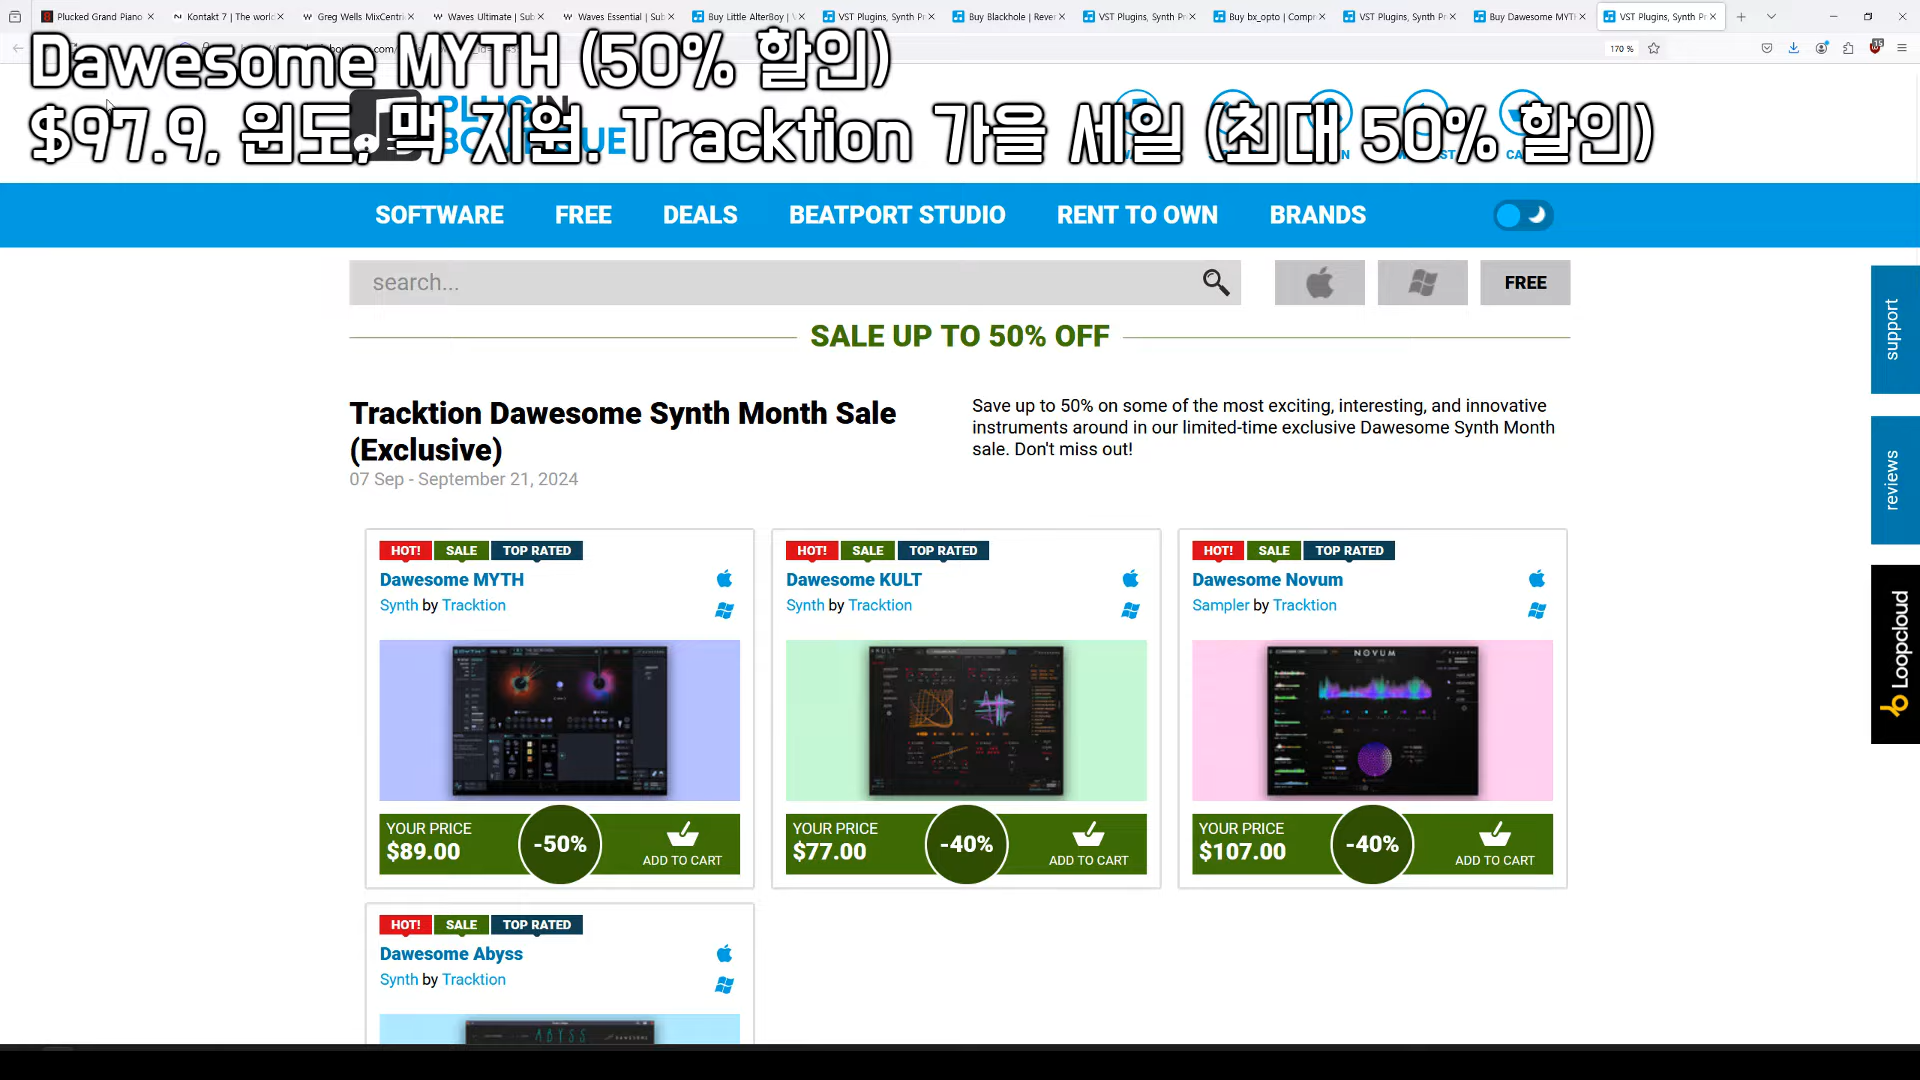 Plucked Grand Piano
Kontakt 7 | The worl
Greg Wells MixCentri
Waves Ultimate | Sub
Waves Essential | Sub
Buy Little AlterBoy | V
VST Plugins, Synth Pr
Buy Blackhole | Rever
VST Plugins, Synth Pr
Buy bx_opto | Compr
VST Plugins, Synth Pr
Buy Dawesome MYTH
VST Plugins, Synth Pr
170 %
Dawesome MYTH (50% 할인)
$97.9, 윈도, 맥 지원. Tracktion 가을 세일 (최대 50% 할인)
PLUGIN
BOUTIQUE
SOFTWARE
FREE
DEALS
BEATPORT STUDIO
RENT TO OWN
BRANDS
search...
FREE
SALE UP TO 50% OFF
Tracktion Dawesome Synth Month Sale
(Exclusive)
07 Sep - September 21, 2024
Save up to 50% on some of the most exciting, interesting, and innovative
instruments around in our limited-time exclusive Dawesome Synth Month
sale. Don't miss out!
support
reviews
Loopcloud
HOT! SALE TOP RATED
Dawesome MYTH
Synth by Tracktion
YOUR PRICE
$89.00
-50%
ADD TO CART
HOT! SALE TOP RATED
Dawesome KULT
Synth by Tracktion
KULT
YOUR PRICE
$77.00
-40%
ADD TO CART
HOT! SALE TOP RATED
Dawesome Novum
Sampler by Tracktion
NOVUM
YOUR PRICE
$107.00
-40%
ADD TO CART
HOT! SALE TOP RATED
Dawesome Abyss
Synth by Tracktion
ABYSS